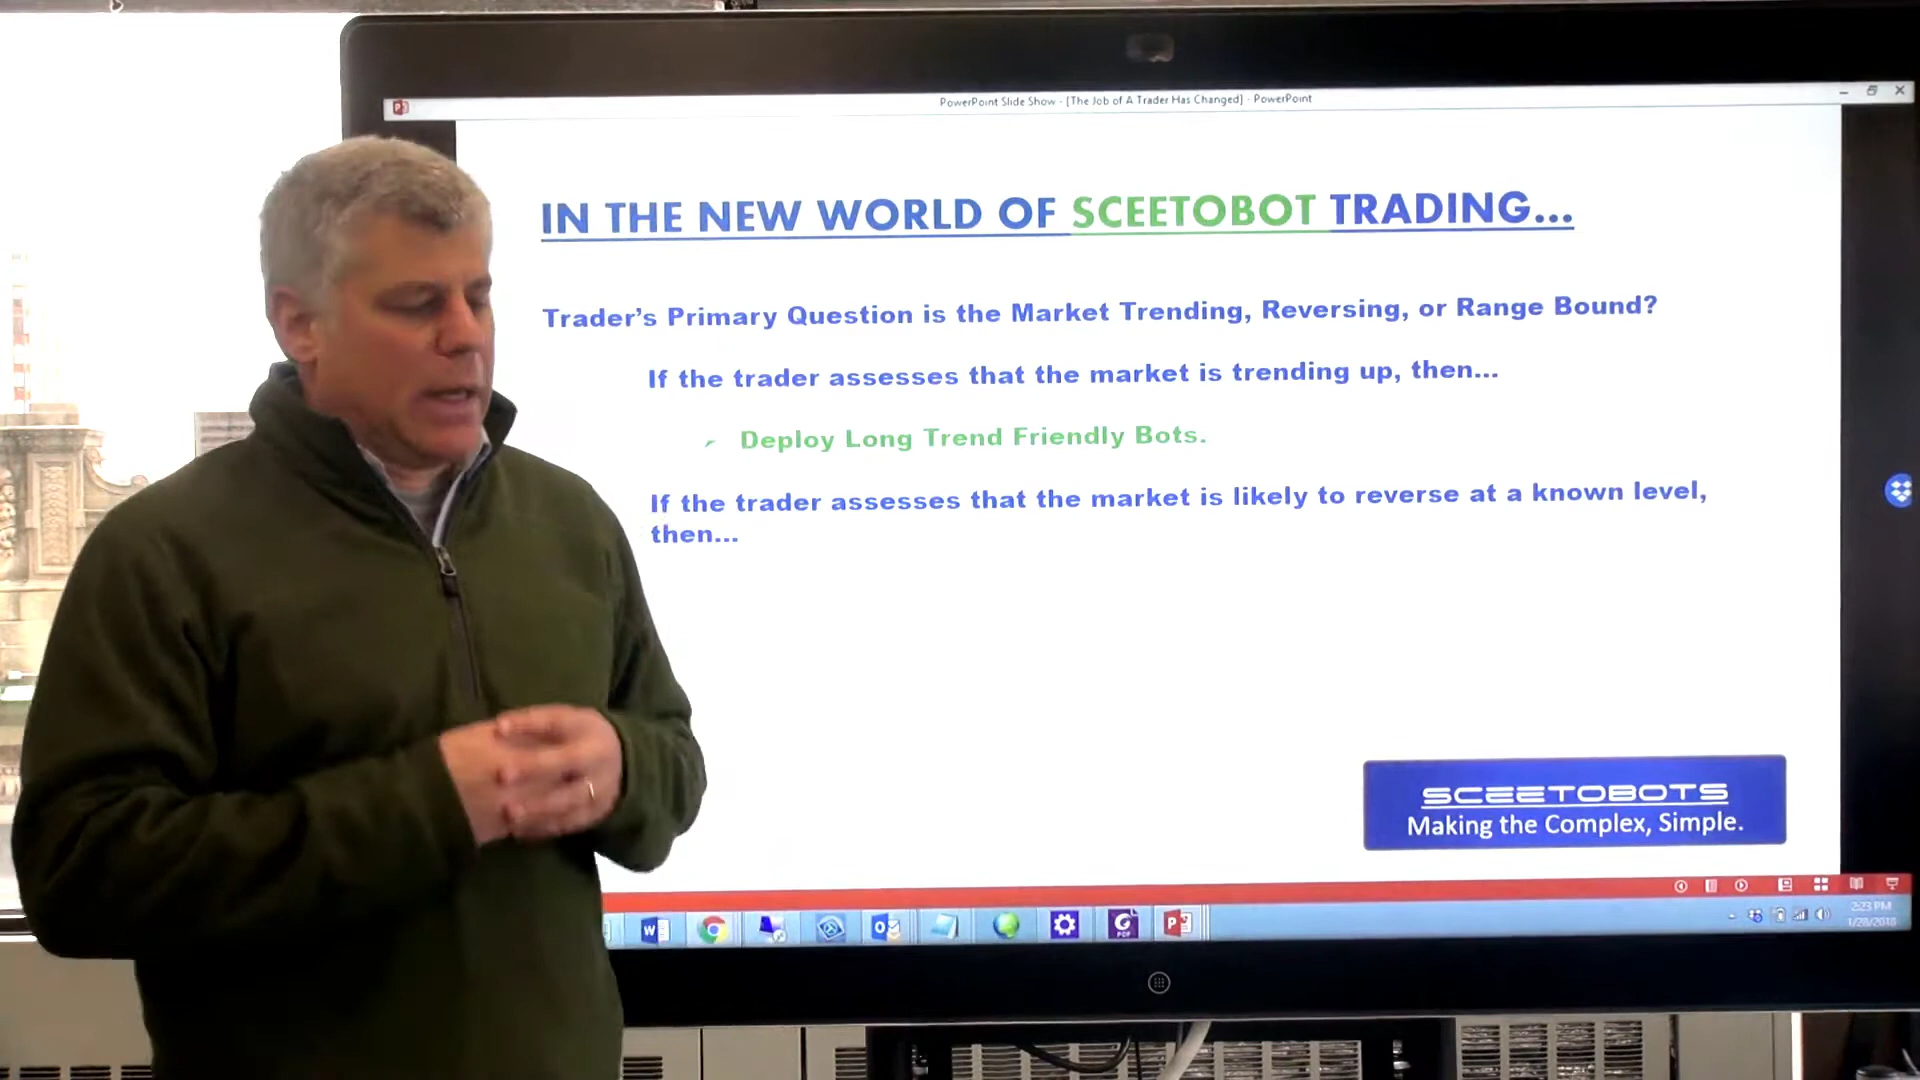 PowerPoint Slide Show - [The Job of A Trader Has Changed] - PowerPoint
IN THE NEW WORLD OF SCEETOBOT TRADING...
Trader's Primary Question is the Market Trending, Reversing, or Range Bound?
If the trader assesses that the market is trending up, then...
Deploy Long Trend Friendly Bots.
If the trader assesses that the market is likely to reverse at a known level,
then...
SCEETOBOTS
Making the Complex, Simple.
2:23 PM